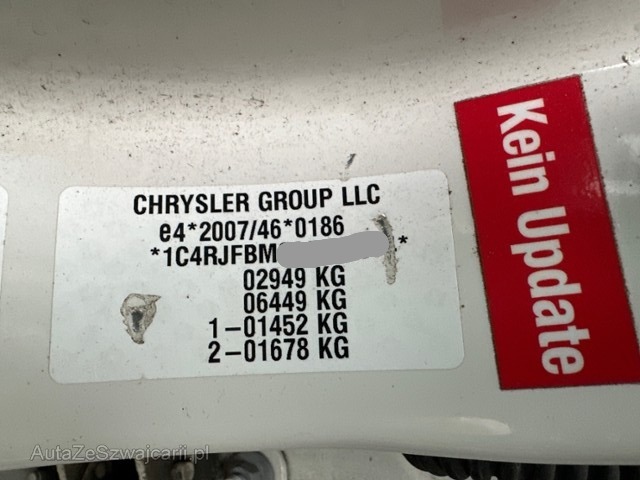 CHRYSLER GROUP LLC
e4*2007/46*0186
*1C4RJFBM *
02949 KG
06449 KG
1-01452 KG
2-01678 KG
Kein Update
AutaZeSzwajcarii.pl